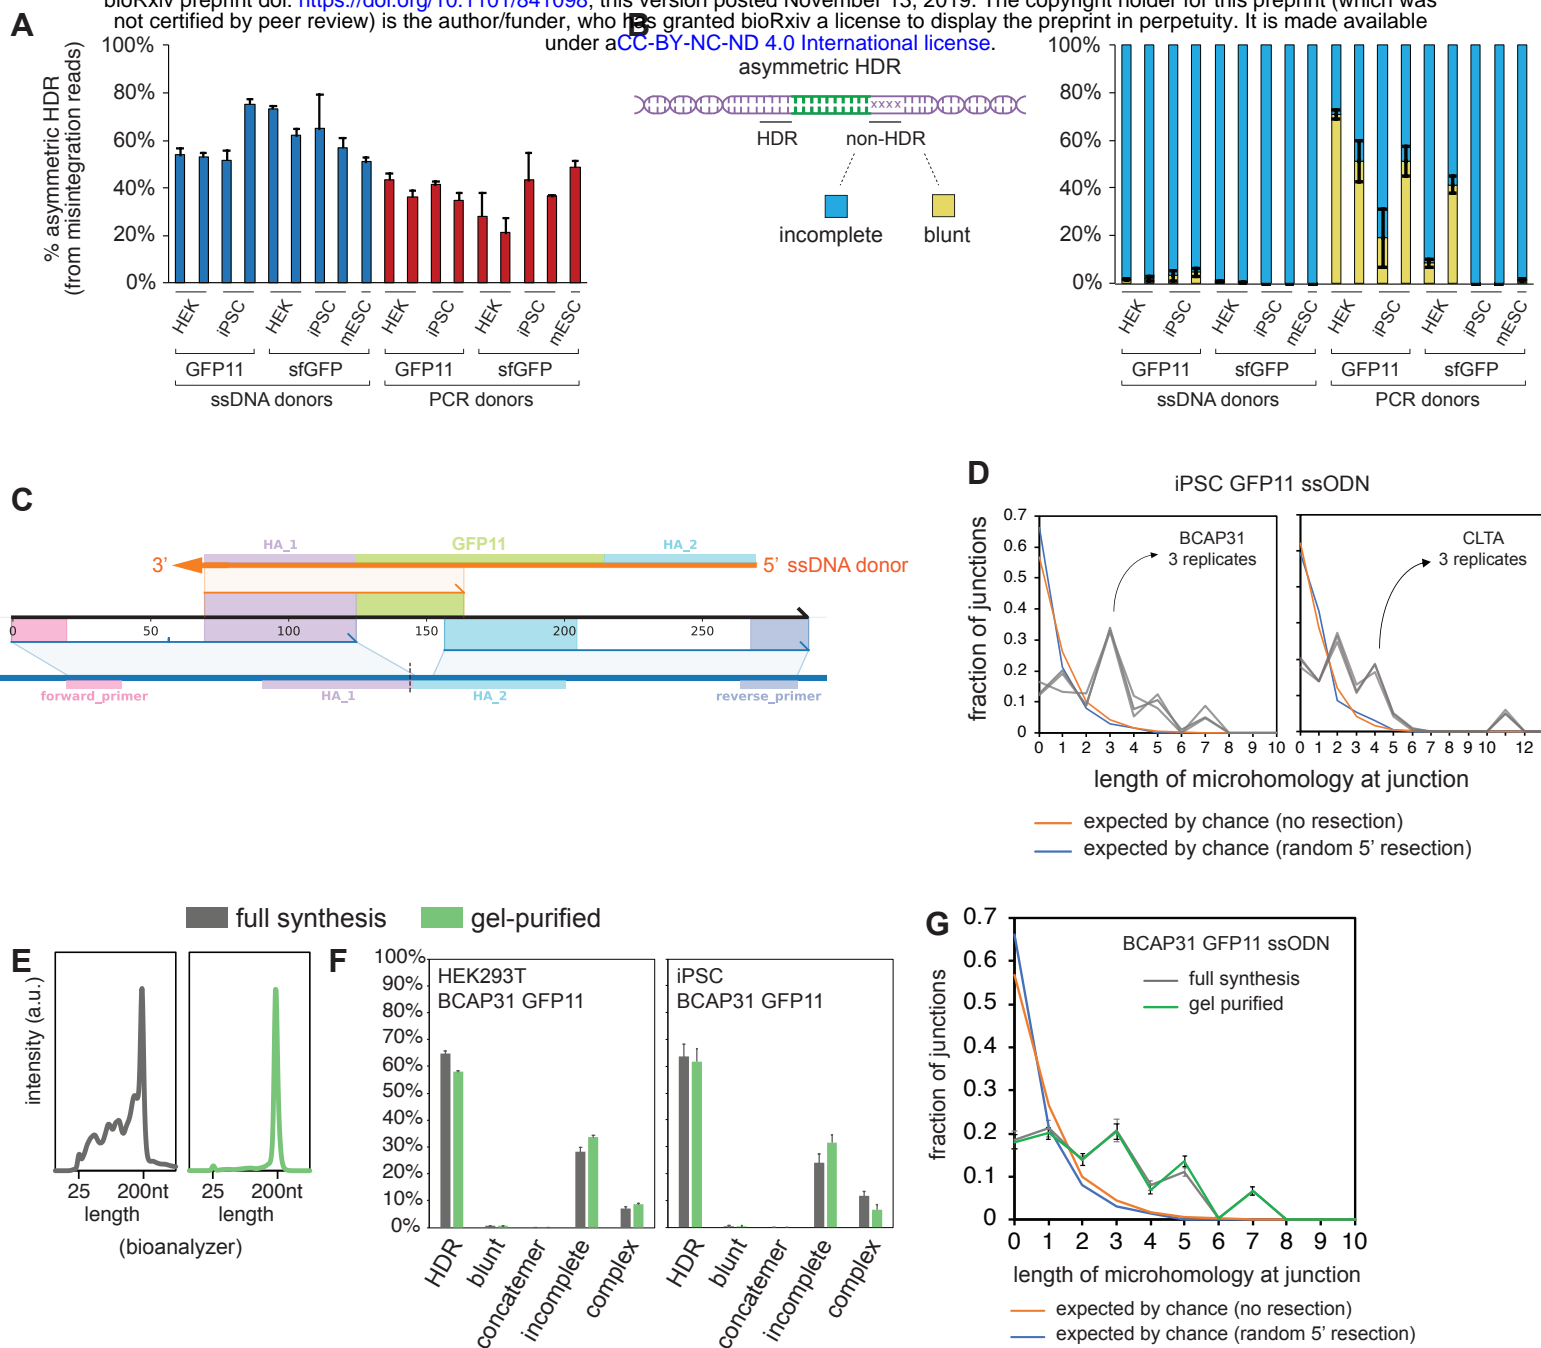 bioRxiv preprint doi: https://doi.org/10.1101/841098; this version posted November 13, 2019. The copyright holder for this preprint (which was
not certified by peer review) is the author/funder, who has granted bioRxiv a license to display the preprint in perpetuity. It is made available
under aCC-BY-NC-ND 4.0 International license.
A
% asymmetric HDR
(from misintegration reads)
100%
80%
60%
40%
20%
0%
HEK
iPSC
HEK
iPSC
mESC
HEK
iPSC
HEK
iPSC
mESC
GFP11
sfGFP
GFP11
sfGFP
ssDNA donors
PCR donors
B
asymmetric HDR
xxxx
HDR
non-HDR
incomplete
blunt
100%
80%
60%
40%
20%
0%
HEK
iPSC
HEK
iPSC
mESC
HEK
iPSC
HEK
iPSC
mESC
GFP11
sfGFP
GFP11
sfGFP
ssDNA donors
PCR donors
C
HA_1
GFP11
HA_2
3’
5’ ssDNA donor
0
50
100
150
200
250
forward_primer
HA_1
HA_2
reverse_primer
D
iPSC GFP11 ssODN
fraction of junctions
0.7
0.6
0.5
0.4
0.3
0.2
0.1
0
BCAP31
3 replicates
0 1 2 3 4 5 6 7 8 9 10
CLTA
3 replicates
0 1 2 3 4 5 6 7 8 9 10 12
length of microhomology at junction
expected by chance (no resection)
expected by chance (random 5’ resection)
full synthesis
gel-purified
E
intensity (a.u.)
25 200nt
length
25 200nt
length
(bioanalyzer)
F
100%
90%
80%
70%
60%
50%
40%
30%
20%
10%
0%
HEK293T
BCAP31 GFP11
HDR
blunt
concatemer
incomplete
complex
iPSC
BCAP31 GFP11
HDR
blunt
concatemer
incomplete
complex
G
fraction of junctions
0.7
0.6
0.5
0.4
0.3
0.2
0.1
0
BCAP31 GFP11 ssODN
full synthesis
gel purified
0 1 2 3 4 5 6 7 8 9 10
length of microhomology at junction
expected by chance (no resection)
expected by chance (random 5’ resection)